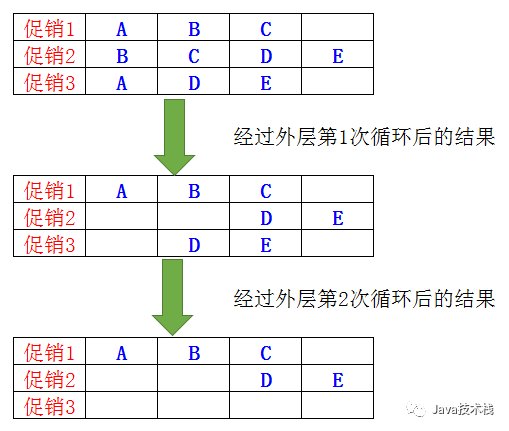 促销1 A B C
促销2 B C D E
促销3 A D E
经过外层第1次循环后的结果
促销1 A B C
促销2 D E
促销3 D E
经过外层第2次循环后的结果
促销1 A B C
促销2 D E
促销3
Java技术栈